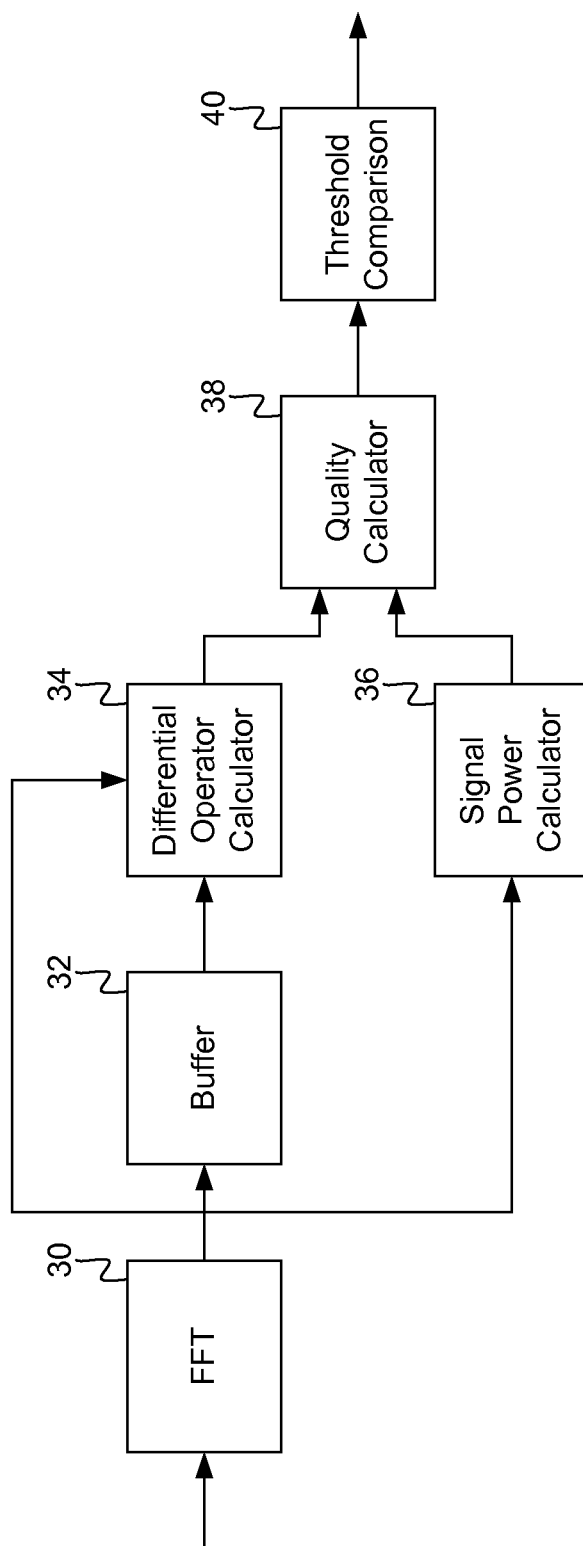 30
FFT
32
Buffer
34
Differential
Operator
Calculator
36
Signal
Power
Calculator
38
Quality
Calculator
40
Threshold
Comparison